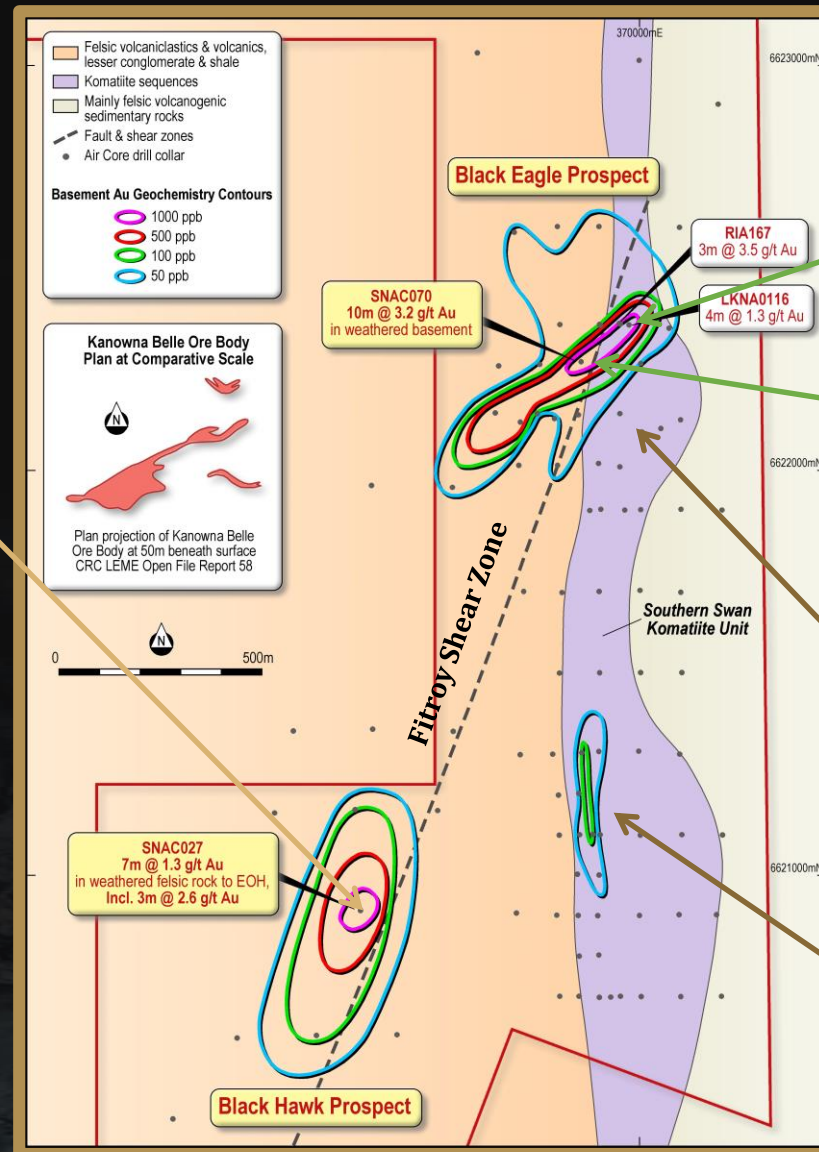 370000mE
6623000mN
Felsic volcaniclastics & volcanics,
lesser conglomerate & shale
Komatiite sequences
Mainly felsic volcanogenic
sedimentary rocks
Fault & shear zones
Air Core drill collar
Basement Au Geochemistry Contours
1000 ppb
500 ppb
100 ppb
50 ppb
Black Eagle Prospect
RIA167
3m @ 3.5 g/t Au
LKNA0116
4m @ 1.3 g/t Au
SNAC070
10m @ 3.2 g/t Au
in weathered basement
Kanowna Belle Ore Body
Plan at Comparative Scale
N
Plan projection of Kanowna Belle
Ore Body at 50m beneath surface
CRC LEME Open File Report 58
6622000mN
N
0 500m
Fitroy Shear Zone
Southern Swan
Komatiite Unit
SNAC027
7m @ 1.3 g/t Au
in weathered felsic rock to EOH,
Incl. 3m @ 2.6 g/t Au
6621000mN
Black Hawk Prospect